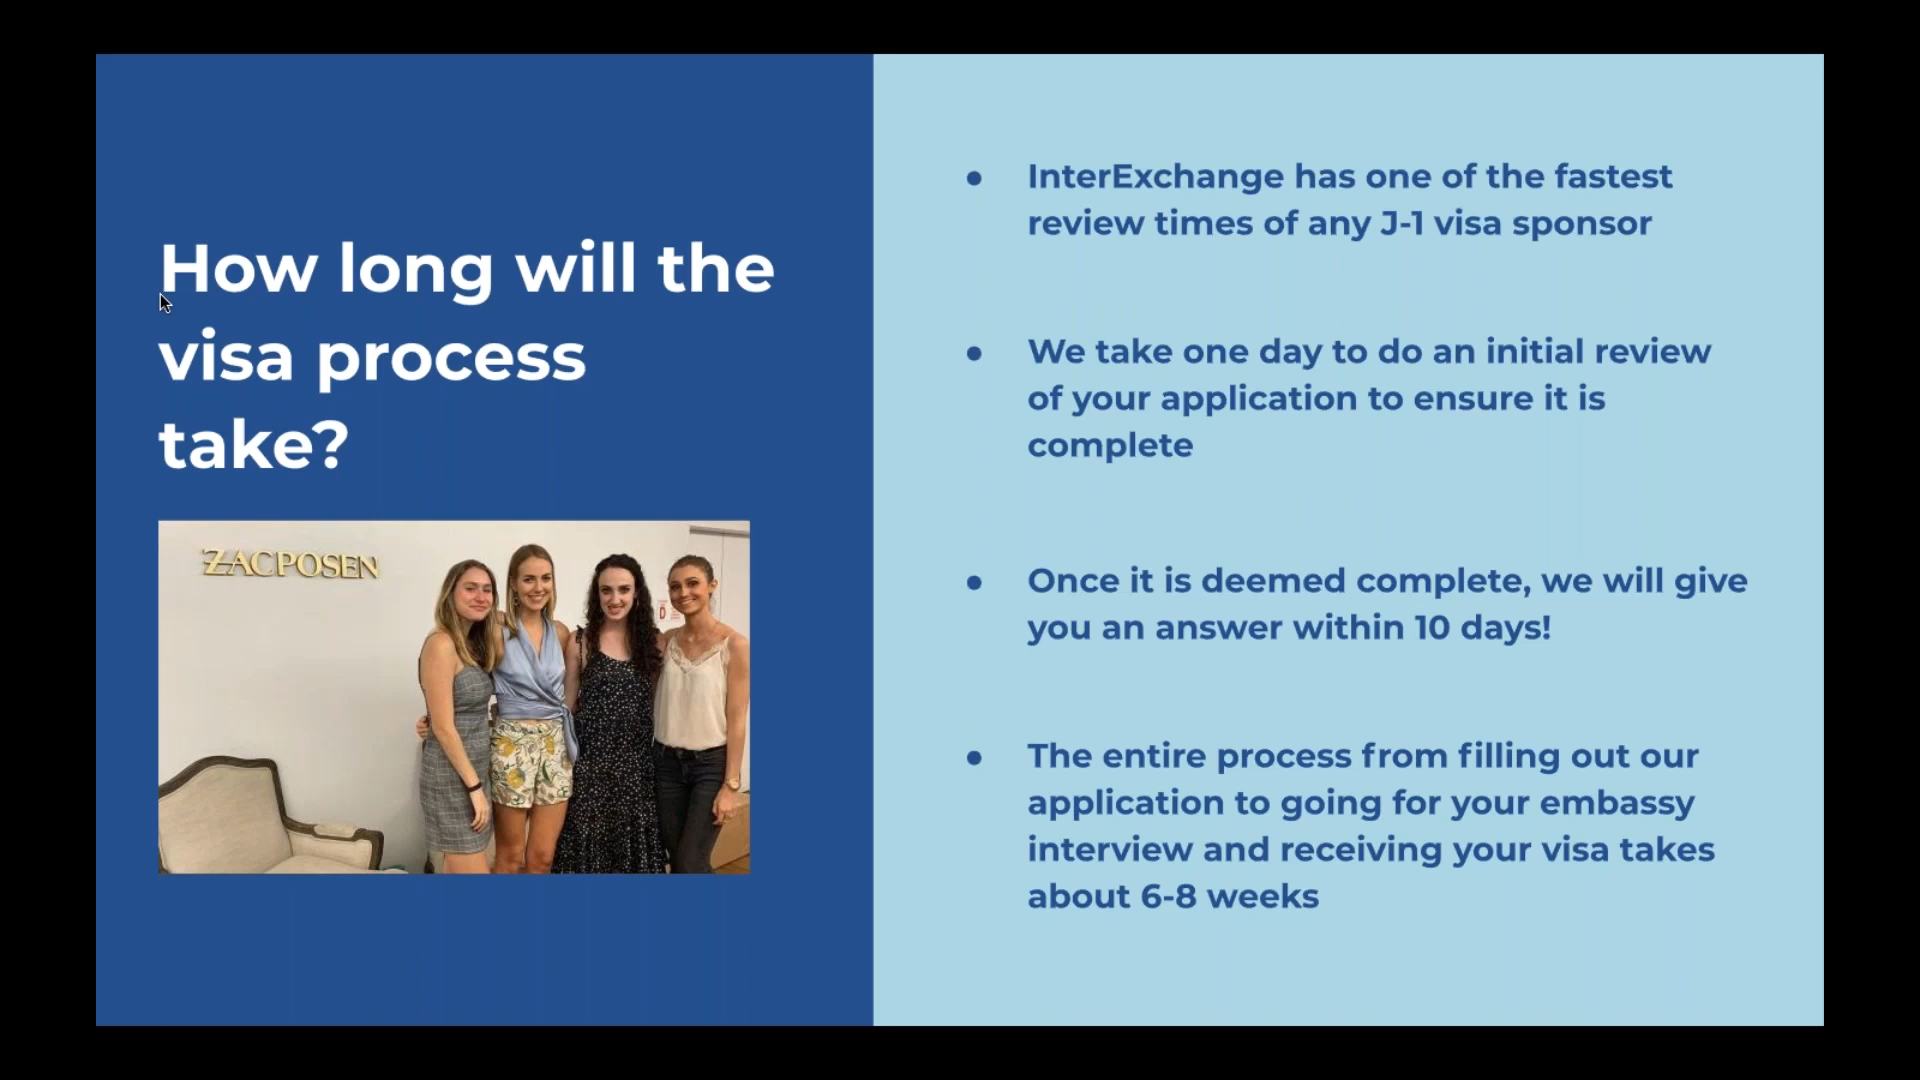 How long will the
visa process
take?
ZAC POSEN
● InterExchange has one of the fastest
review times of any J-1 visa sponsor
● We take one day to do an initial review
of your application to ensure it is
complete
● Once it is deemed complete, we will give
you an answer within 10 days!
● The entire process from filling out our
application to going for your embassy
interview and receiving your visa takes
about 6-8 weeks